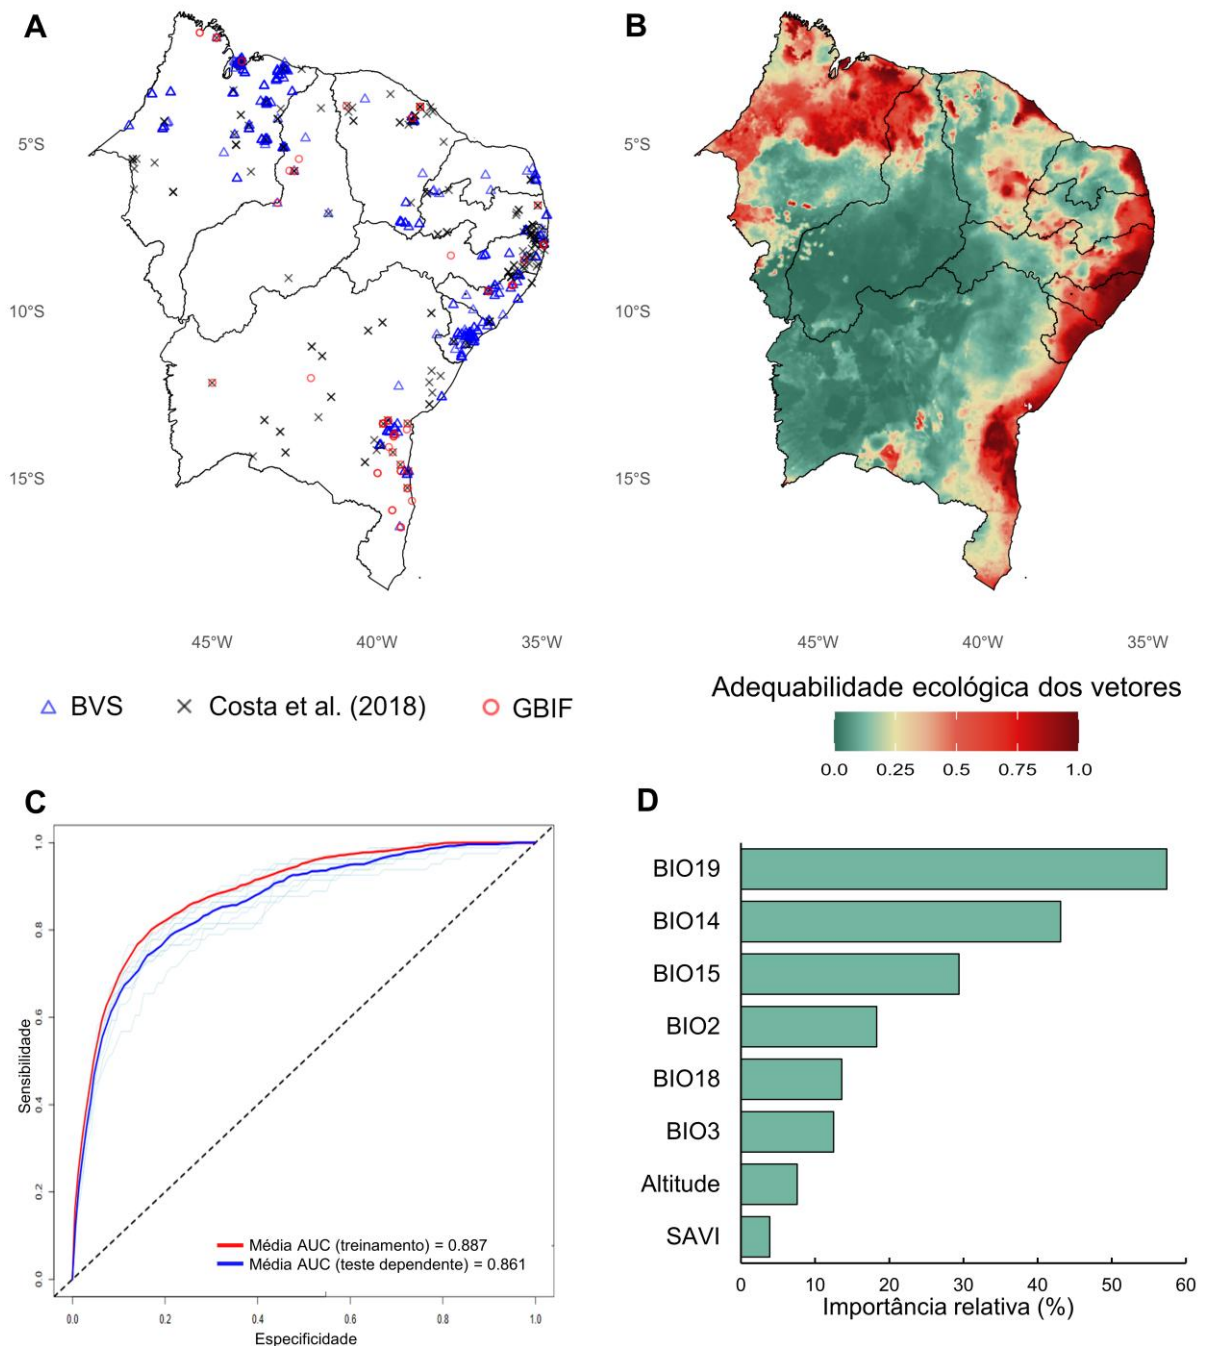 A
B
5°S
10°S
15°S
5°S
10°S
15°S
45°W
40°W
35°W
45°W
40°W
35°W
BVS
Costa et al. (2018)
GBIF
Adequabilidade ecológica dos vetores
0.0
0.25
0.5
0.75
1.0
C
D
Sensibilidade
1.0
0.8
0.6
0.4
0.2
0.0
Média AUC (treinamento) = 0.887
Média AUC (teste dependente) = 0.861
0.0
0.2
0.4
0.6
0.8
1.0
Especificidade
BIO19
BIO14
BIO15
BIO2
BIO18
BIO3
Altitude
SAVI
0
10
20
30
40
50
60
Importância relativa (%)